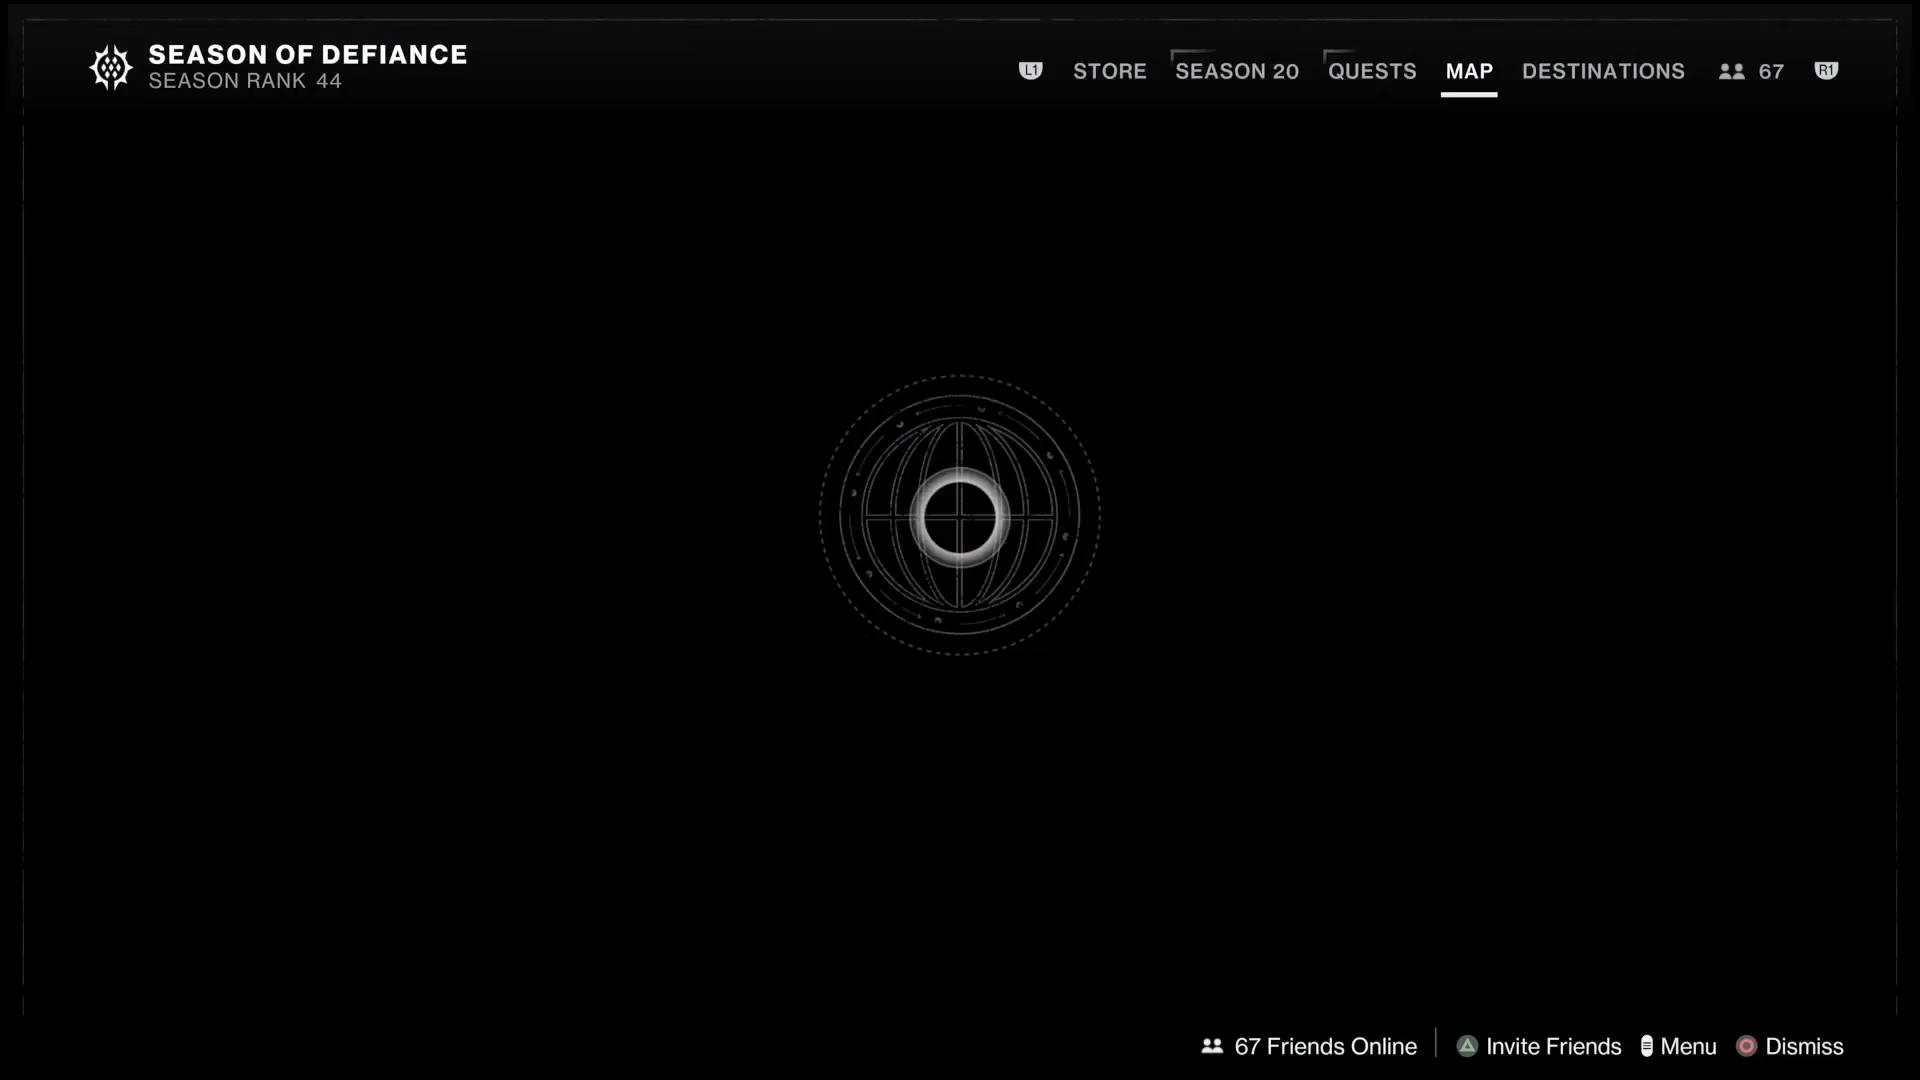 SEASON OF DEFIANCE
SEASON RANK 44
L1 STORE SEASON 20 QUESTS MAP DESTINATIONS 67 R1
67 Friends Online Invite Friends Menu Dismiss